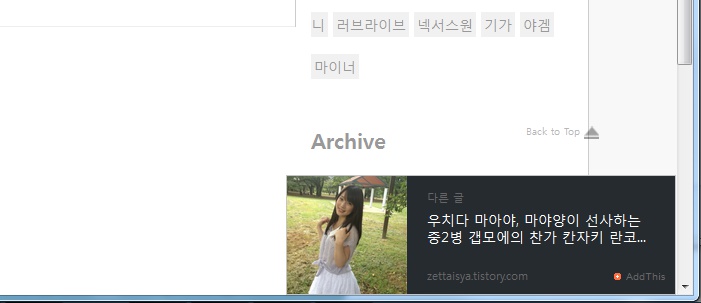 니 러브라이브 넥서스원 기가 야겜
마이너
Back to Top
Archive
다른 글
우치다 마아야, 마야양이 선사하는
중2병 갭모에의 찬가 칸자키 란코...
zettaisya.tistory.com
AddThis